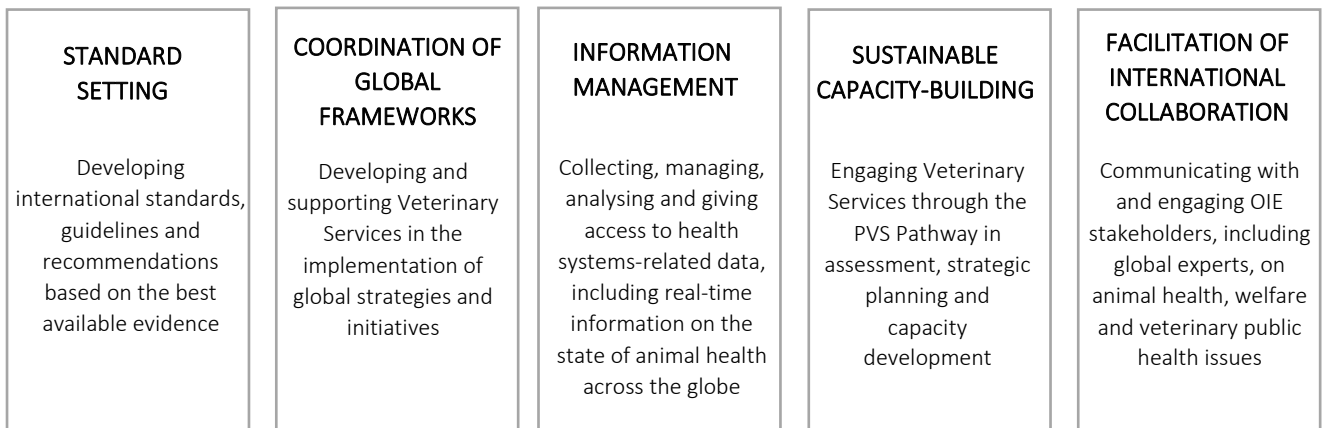 STANDARD
SETTING
Developing
international standards,
guidelines and
recommendations
based on the best
available evidence
COORDINATION OF
GLOBAL
FRAMEWORKS
Developing and
supporting Veterinary
Services in the
implementation of
global strategies and
initiatives
INFORMATION
MANAGEMENT
Collecting, managing,
analysing and giving
access to health
systems-related data,
including real-time
information on the
state of animal health
across the globe
SUSTAINABLE
CAPACITY-BUILDING
Engaging Veterinary
Services through the
PVS Pathway in
assessment, strategic
planning and
capacity
development
FACILITATION OF
INTERNATIONAL
COLLABORATION
Communicating with
and engaging OIE
stakeholders, including
global experts, on
animal health, welfare
and veterinary public
health issues